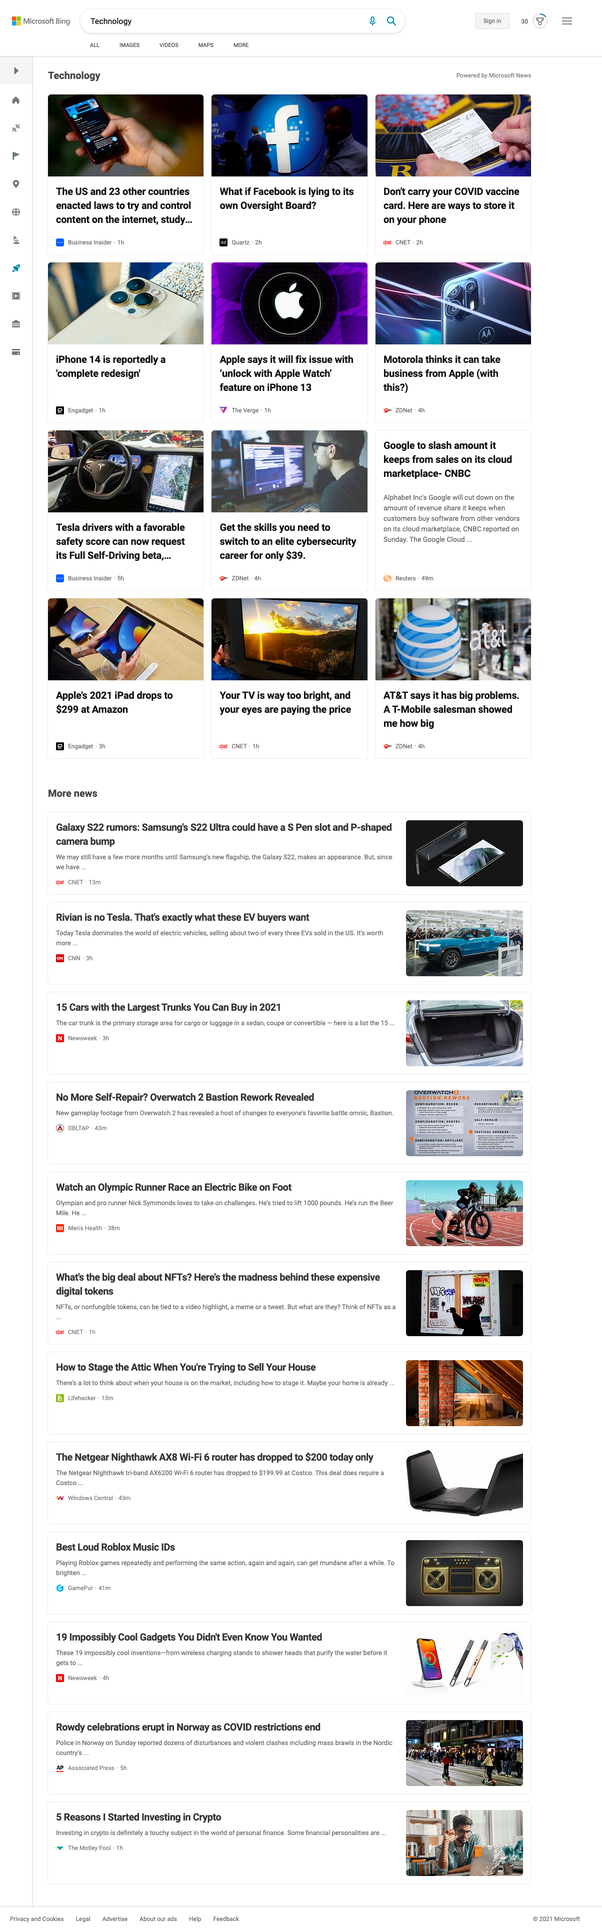 Microsoft Bing
Technology
Sign in
30
ALL
IMAGES
VIDEOS
MAPS
MORE
Technology
Powered by Microsoft News
The US and 23 other countries
enacted laws to try and control
content on the internet, study...
Business Insider · 1h
What if Facebook is lying to its
own Oversight Board?
Quartz · 2h
Don't carry your COVID vaccine
card. Here are ways to store it
on your phone
CNET · 2h
iPhone 14 is reportedly a
'complete redesign'
Engadget · 1h
Apple says it will fix issue with
'unlock with Apple Watch'
feature on iPhone 13
The Verge · 1h
Motorola thinks it can take
business from Apple (with
this?)
ZDNet · 4h
Tesla drivers with a favorable
safety score can now request
its Full Self-Driving beta,...
Business Insider · 5h
Get the skills you need to
switch to an elite cybersecurity
career for only $39.
ZDNet · 4h
Google to slash amount it
keeps from sales on its cloud
marketplace- CNBC
Alphabet Inc's Google will cut down on the
amount of revenue share it keeps when
customers buy software from other vendors
on its cloud marketplace, CNBC reported on
Sunday. The Google Cloud ...
Reuters · 49m
Apple's 2021 iPad drops to
$299 at Amazon
Engadget · 3h
Your TV is way too bright, and
your eyes are paying the price
CNET · 1h
at&t
AT&T says it has big problems.
A T-Mobile salesman showed
me how big
ZDNet · 4h
More news
Galaxy S22 rumors: Samsung's S22 Ultra could have a S Pen slot and P-shaped
camera bump
We may still have a few more months until Samsung's new flagship, the Galaxy S22, makes an appearance. But, since
we have ...
CNET · 13m
Rivian is no Tesla. That's exactly what these EV buyers want
Today Tesla dominates the world of electric vehicles, selling about two of every three EVs sold in the US. It's worth
more ...
CNN · 3h
15 Cars with the Largest Trunks You Can Buy in 2021
The car trunk is the primary storage area for cargo or luggage in a sedan, coupe or convertible — here is a list the 15 ...
Newsweek · 3h
No More Self-Repair? Overwatch 2 Bastion Rework Revealed
New gameplay footage from Overwatch 2 has revealed a host of changes to everyone's favorite battle omnic, Bastion.
DBLTAP · 43m
OVERWATCH 2
BASTION REWORK
Watch an Olympic Runner Race an Electric Bike on Foot
Olympian and pro runner Nick Symmonds loves to take on challenges. He's tried to lift 1000 pounds. He's run the Beer
Mile. He ...
Men's Health · 38m
What's the big deal about NFTs? Here's the madness behind these expensive
digital tokens
NFTs, or nonfungible tokens, can be tied to a video highlight, a meme or a tweet. But what are they? Think of NFTs as a
...
CNET · 1h
How to Stage the Attic When You're Trying to Sell Your House
There's a lot to think about when your house is on the market, including how to stage it. Maybe your home is already ...
Lifehacker · 13m
The Netgear Nighthawk AX8 Wi-Fi 6 router has dropped to $200 today only
The Netgear Nighthawk tri-band AX6200 Wi-Fi 6 router has dropped to $199.99 at Costco. This deal does require a
Costco ...
Windows Central · 43m
Best Loud Roblox Music IDs
Playing Roblox games repeatedly and performing the same action, again and again, can get mundane after a while. To
brighten ...
GamePur · 41m
19 Impossibly Cool Gadgets You Didn't Even Know You Wanted
These 19 impossibly cool inventions—from wireless charging stands to shower heads that purify the water before it
gets to ...
Newsweek · 4h
Rowdy celebrations erupt in Norway as COVID restrictions end
Police in Norway on Sunday reported dozens of disturbances and violent clashes including mass brawls in the Nordic
country's ...
Associated Press · 5h
5 Reasons I Started Investing in Crypto
Investing in crypto is definitely a touchy subject in the world of personal finance. Some financial personalities are ...
The Motley Fool · 1h
Privacy and Cookies
Legal
Advertise
About our ads
Help
Feedback
© 2021 Microsoft